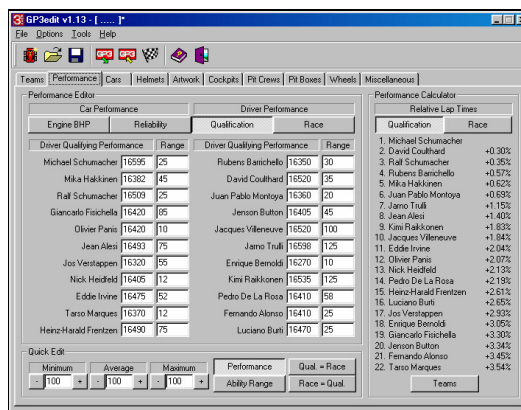 GP3edit v1.13 - [ ..... ]*
File Options Tools Help
Teams Performance Cars Helmets Artwork Cockpits Pit Crews Pit Boxes Wheels Miscellaneous
Performance Editor
Car Performance Driver Performance
Engine BHP Reliability Qualification Race
Driver Qualifying Performance Range Driver Qualifying Performance Range
Michael Schumacher 16595 25 Rubens Barrichello 16350 30
Mika Hakkinen 16382 45 David Coulthard 16520 35
Ralf Schumacher 16509 25 Juan Pablo Montoya 16360 20
Giancarlo Fisichella 16420 85 Jenson Button 16405 45
Olivier Panis 16420 10 Jacques Villeneuve 16520 100
Jean Alesi 16493 75 Jarno Trulli 16598 125
Jos Verstappen 16320 55 Enrique Bernoldi 16270 10
Nick Heidfeld 16405 12 Kimi Raikkonen 16535 125
Eddie Irvine 16475 52 Pedro De La Rosa 16410 58
Tarso Marques 16370 12 Fernando Alonso 16410 25
Heinz-Harald Frentzen 16490 75 Luciano Burti 16470 25
Quick Edit
Minimum Average Maximum
- 100 + - 100 + - 100 +
Performance Qual. = Race
Ability Range Race = Qual.
Performance Calculator
Relative Lap Times
Qualification Race
1. Michael Schumacher
2. David Coulthard +0.30%
3. Ralf Schumacher +0.35%
4. Rubens Barrichello +0.57%
5. Mika Hakkinen +0.62%
6. Juan Pablo Montoya +0.69%
7. Jarno Trulli +1.15%
8. Jean Alesi +1.40%
9. Kimi Raikkonen +1.83%
10. Jacques Villeneuve +1.84%
11. Eddie Irvine +2.04%
12. Olivier Panis +2.07%
13. Nick Heidfeld +2.13%
14. Pedro De La Rosa +2.19%
15. Heinz-Harald Frentzen +2.61%
16. Luciano Burti +2.65%
17. Jos Verstappen +2.93%
18. Enrique Bernoldi +3.05%
19. Giancarlo Fisichella +3.30%
20. Jenson Button +3.34%
21. Fernando Alonso +3.45%
22. Tarso Marques +3.54%
Teams